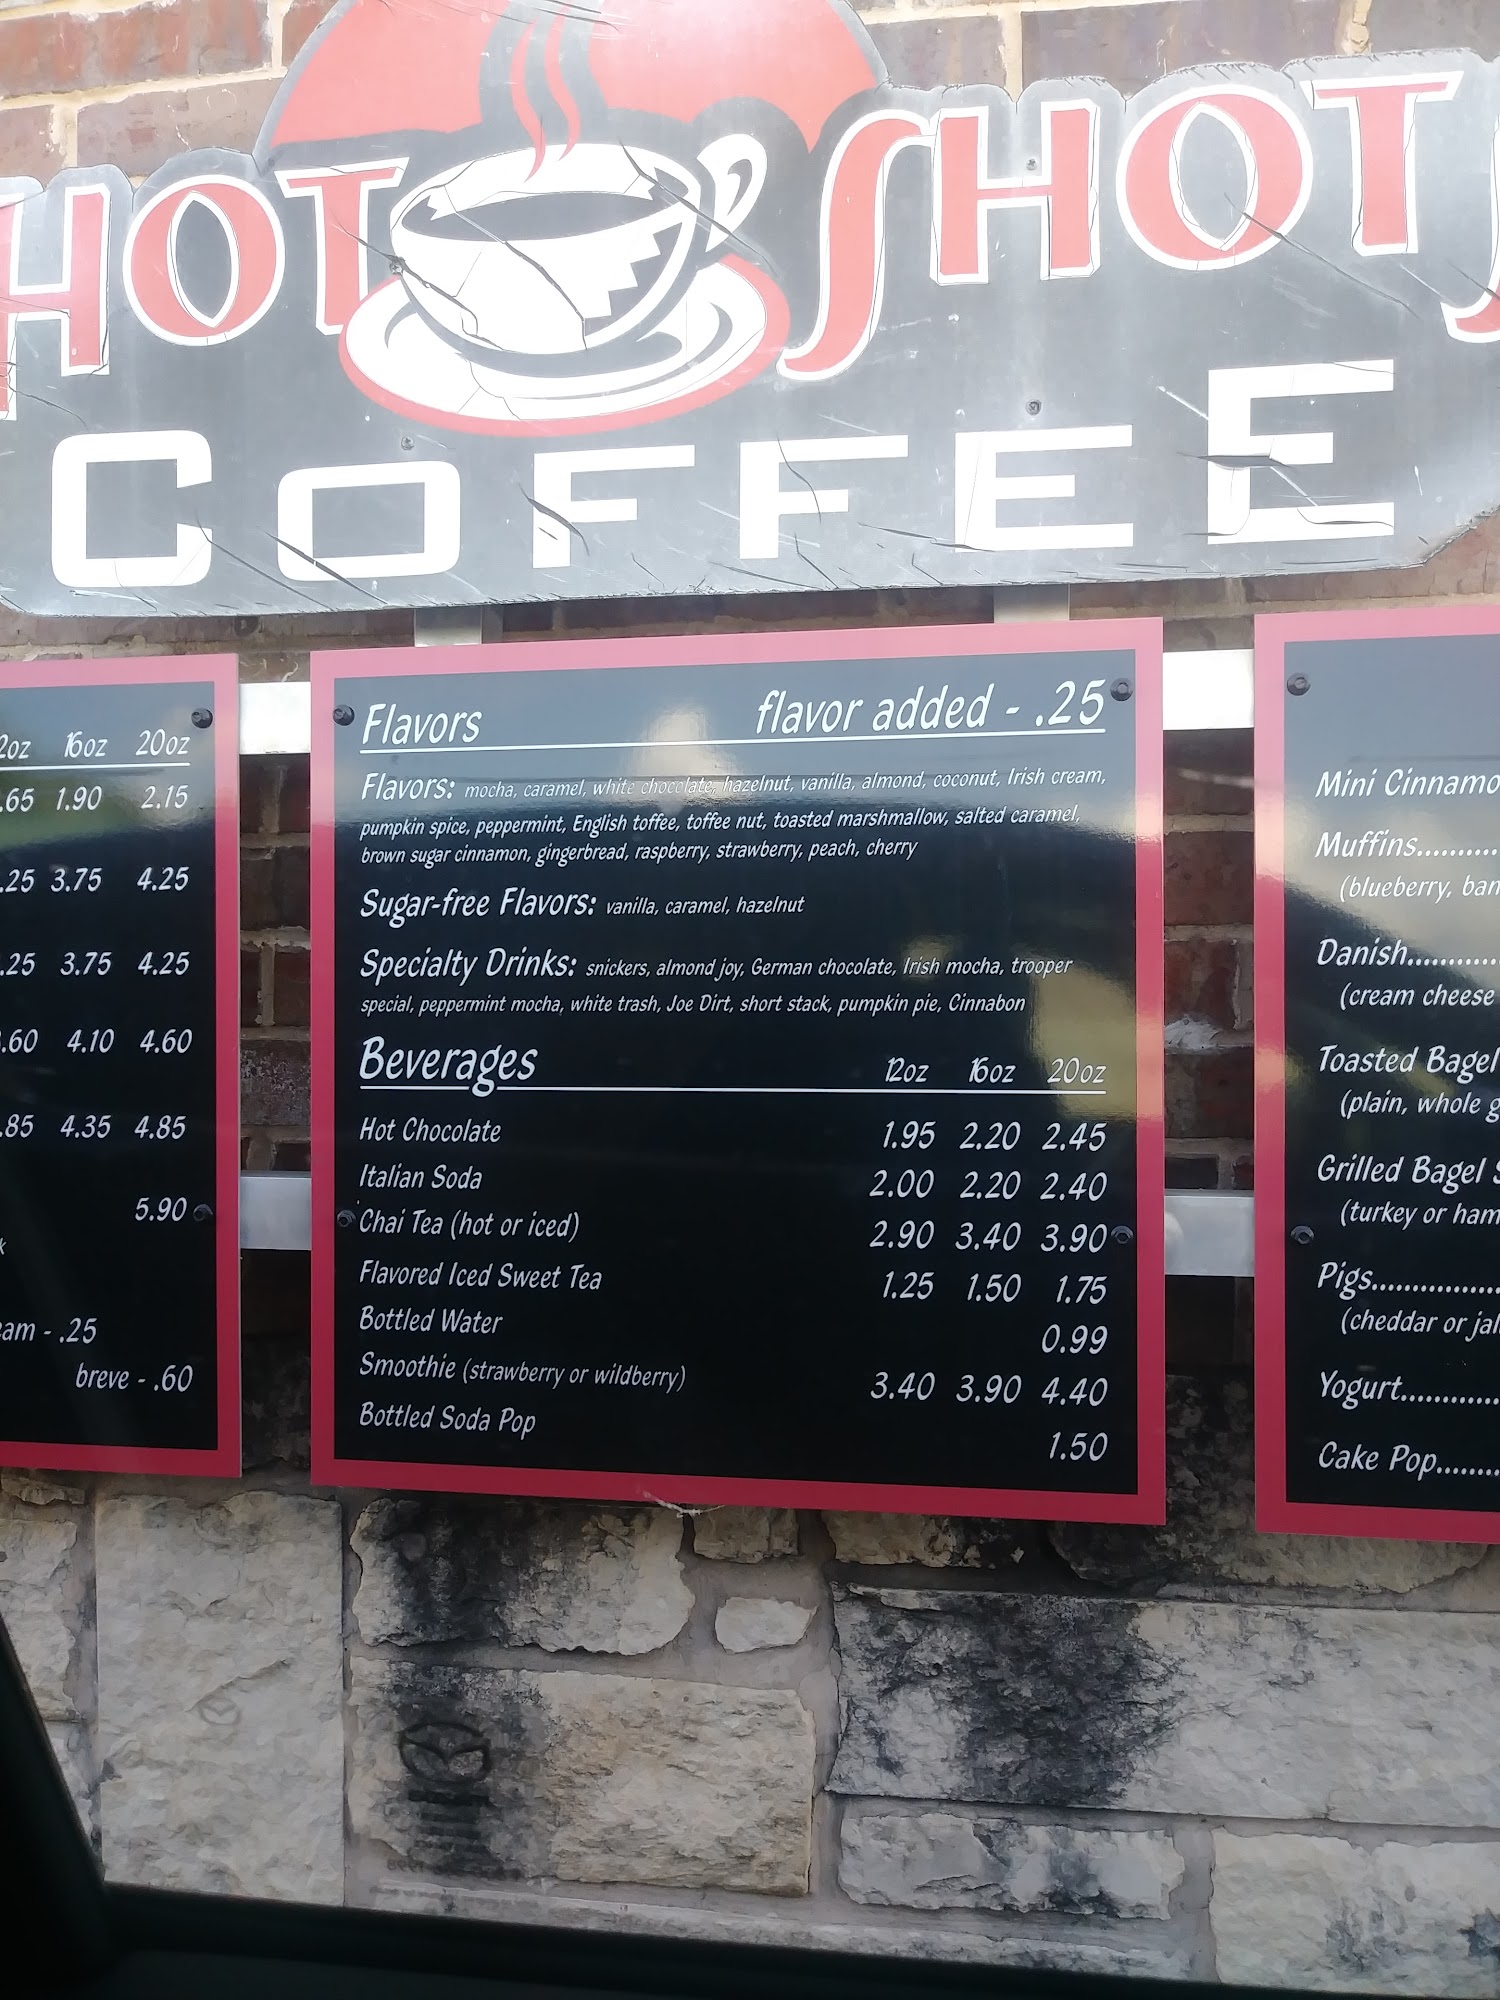 HOT SHOTS
COFFEE
16oz 20oz
1.90 2.15
3.75 4.25
3.75 4.25
4.10 4.60
4.35 4.85
5.90
- .25
breve - .60
Flavors flavor added - .25
Flavors: mocha, caramel, white chocolate, hazelnut, vanilla, almond, coconut, Irish cream,
pumpkin spice, peppermint, English toffee, toffee nut, toasted marshmallow, salted caramel,
brown sugar cinnamon, gingerbread, raspberry, strawberry, peach, cherry
Sugar-free Flavors: vanilla, caramel, hazelnut
Specialty Drinks: snickers, almond joy, German chocolate, Irish mocha, trooper
special, peppermint mocha, white trash, Joe Dirt, short stack, pumpkin pie, Cinnabon
Beverages 12oz 16oz 20oz
Hot Chocolate 1.95 2.20 2.45
Italian Soda 2.00 2.20 2.40
Chai Tea (hot or iced) 2.90 3.40 3.90
Flavored Iced Sweet Tea 1.25 1.50 1.75
Bottled Water 0.99
Smoothie (strawberry or wildberry) 3.40 3.90 4.40
Bottled Soda Pop 1.50
Mini Cinnamo
Muffins..........
(blueberry, ban
Danish...........
(cream cheese
Toasted Bagel
(plain, whole g
Grilled Bagel S
(turkey or ham
Pigs................
(cheddar or jal
Yogurt...........
Cake Pop........